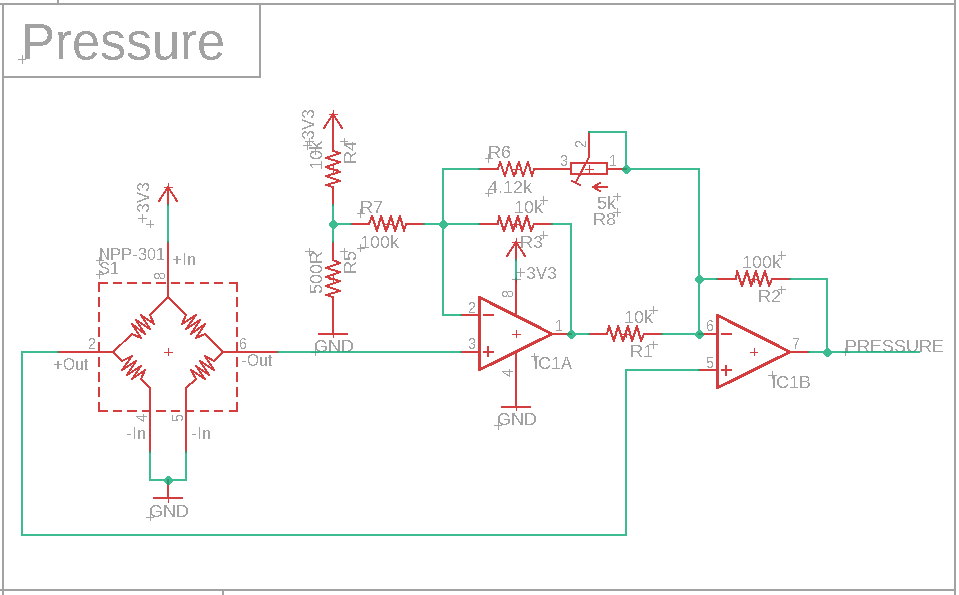 Pressure
+3V3
10k
R4
R6
3
2
1
4.12k
5k
R8
+3V3
R7
100k
10k
R3
500R
R5
GND
NPP-301
S1
+In
8
+3V3
8
2
3
1
4
IC1A
GND
10k
R1
100k
R2
6
5
7
IC1B
PRESSURE
2
+Out
6
-Out
4
5
-In
-In
GND